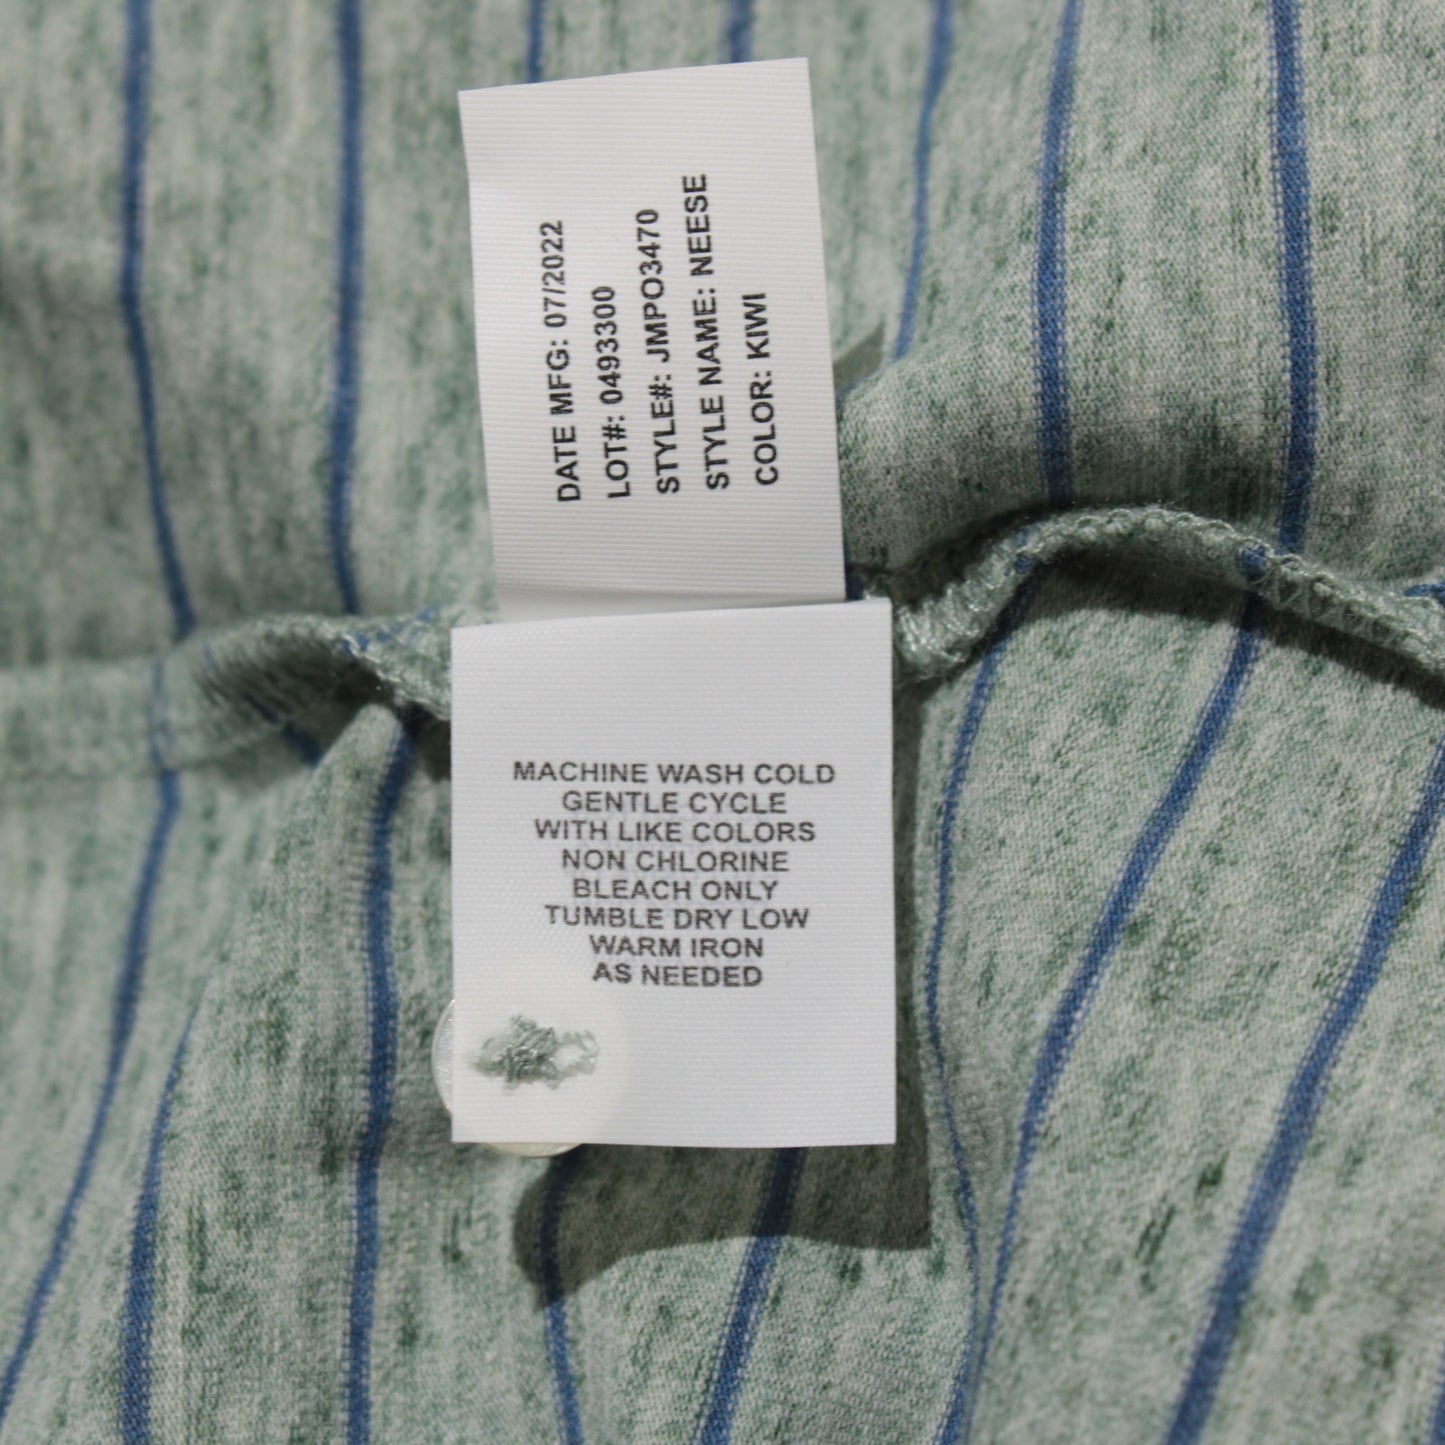 DATE MFG: 07/2022
LOT#: 0493300
STYLE#: JMPO3470
STYLE NAME: NEESE
COLOR: KIWI
MACHINE WASH COLD
GENTLE CYCLE
WITH LIKE COLORS
NON CHLORINE
BLEACH ONLY
TUMBLE DRY LOW
WARM IRON
AS NEEDED